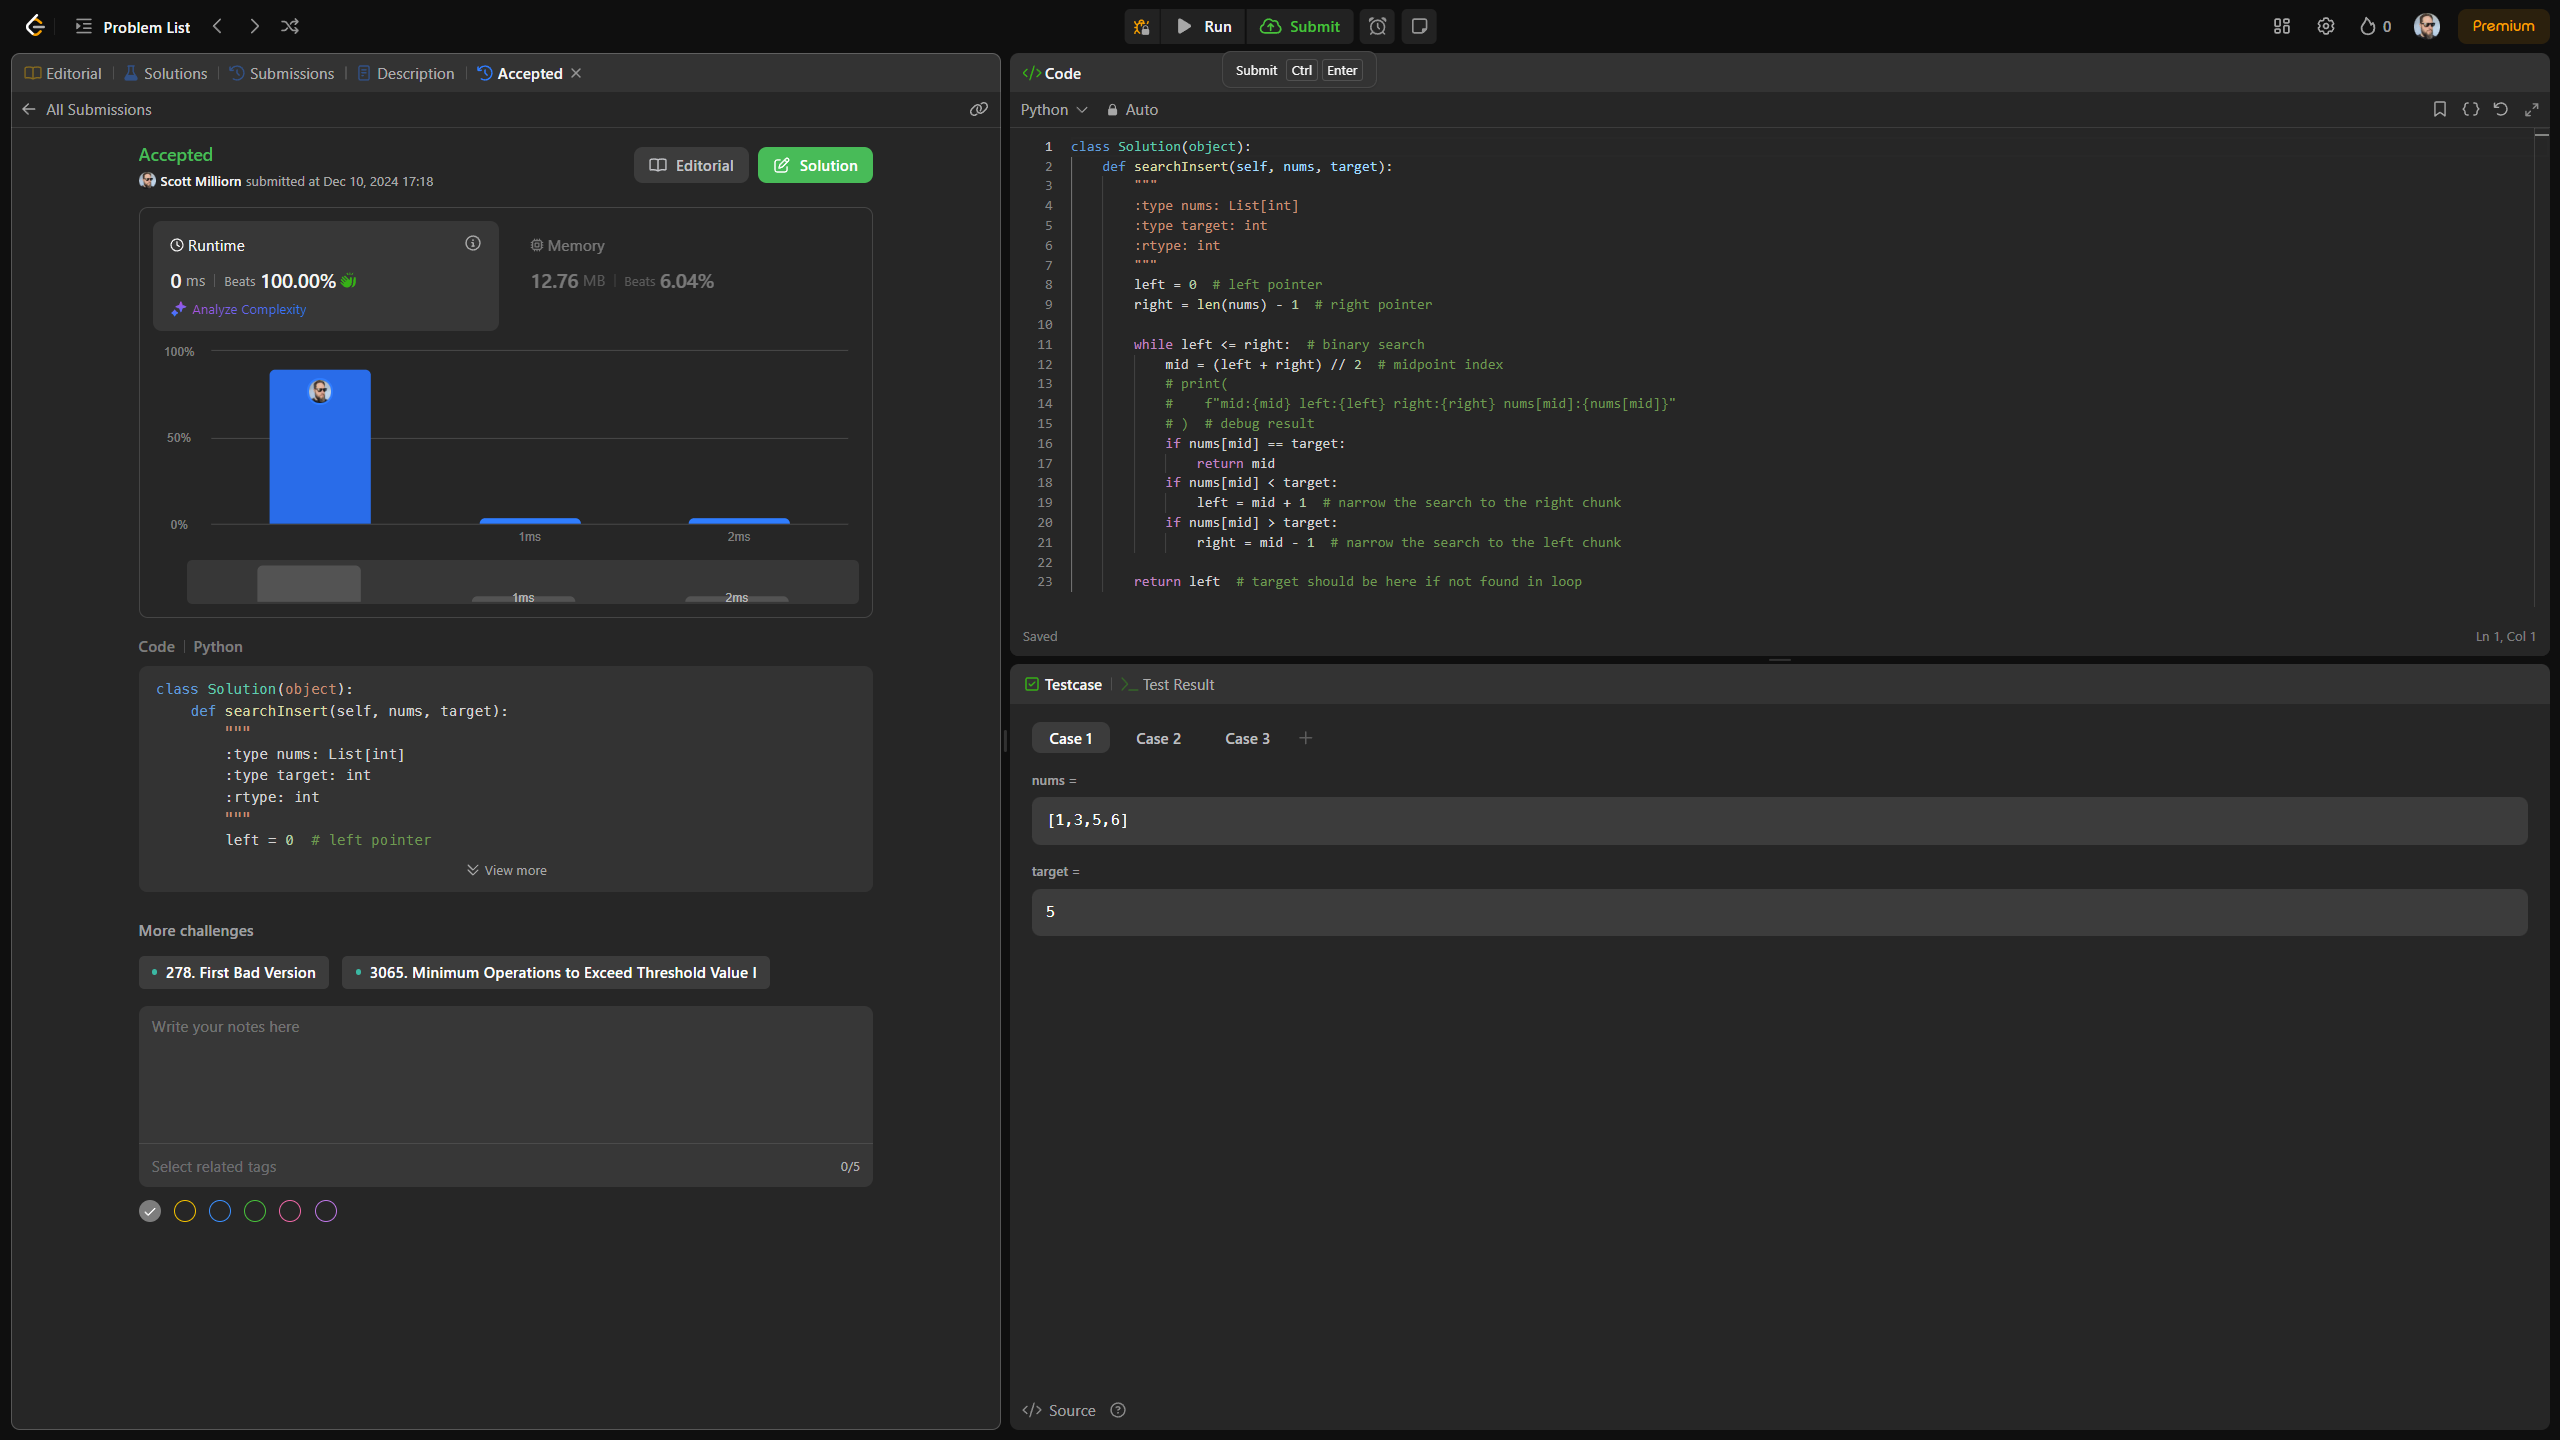 Problem List
Run
Submit
0
Premium
Editorial
Solutions
Submissions
Description
Accepted
All Submissions
Accepted
Editorial
Solution
Scott Milliorn submitted at Dec 10, 2024 17:18
Runtime
0 ms
Beats 100.00%
Analyze Complexity
Memory
12.76 MB
Beats 6.04%
100%
50%
0%
1ms
2ms
1ms
2ms
Code
Python
class Solution(object):
    def searchInsert(self, nums, target):
        """
        :type nums: List[int]
        :type target: int
        :rtype: int
        """
        left = 0  # left pointer
View more
More challenges
278. First Bad Version
3065. Minimum Operations to Exceed Threshold Value I
Write your notes here
Select related tags
0/5
</> Code
Submit Ctrl Enter
Python
Auto
1 class Solution(object):
2     def searchInsert(self, nums, target):
3         """
4         :type nums: List[int]
5         :type target: int
6         :rtype: int
7         """
8         left = 0  # left pointer
9         right = len(nums) - 1  # right pointer
10
11         while left <= right:  # binary search
12             mid = (left + right) // 2  # midpoint index
13             # print(
14             #    f"mid:{mid} left:{left} right:{right} nums[mid]:{nums[mid]}"
15             # )  # debug result
16             if nums[mid] == target:
17                 return mid
18             if nums[mid] < target:
19                 left = mid + 1  # narrow the search to the right chunk
20             if nums[mid] > target:
21                 right = mid - 1  # narrow the search to the left chunk
22
23         return left  # target should be here if not found in loop
Saved
Ln 1, Col 1
Testcase
Test Result
Case 1
Case 2
Case 3
nums =
[1,3,5,6]
target =
5
</> Source